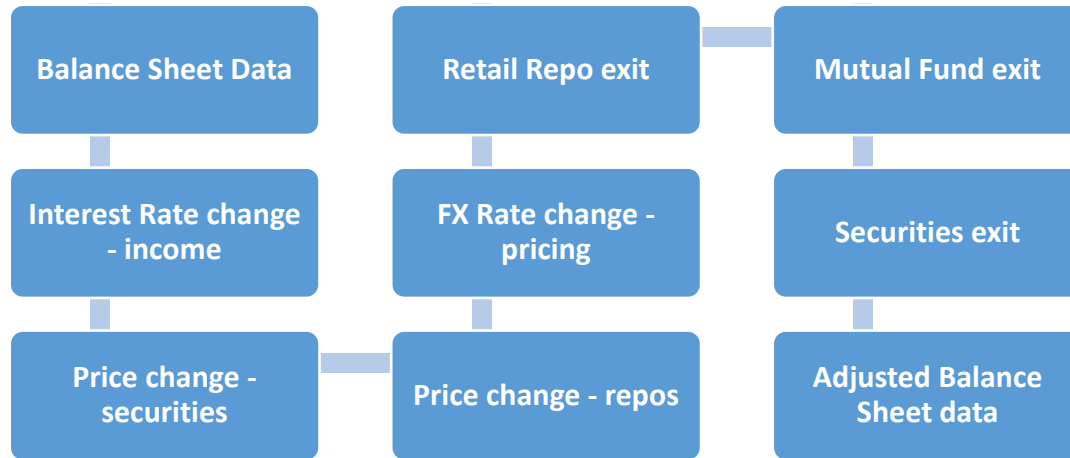 Balance Sheet Data
Interest Rate change
- income
Price change -
securities
Price change - repos
FX Rate change -
pricing
Retail Repo exit
Mutual Fund exit
Securities exit
Adjusted Balance
Sheet data